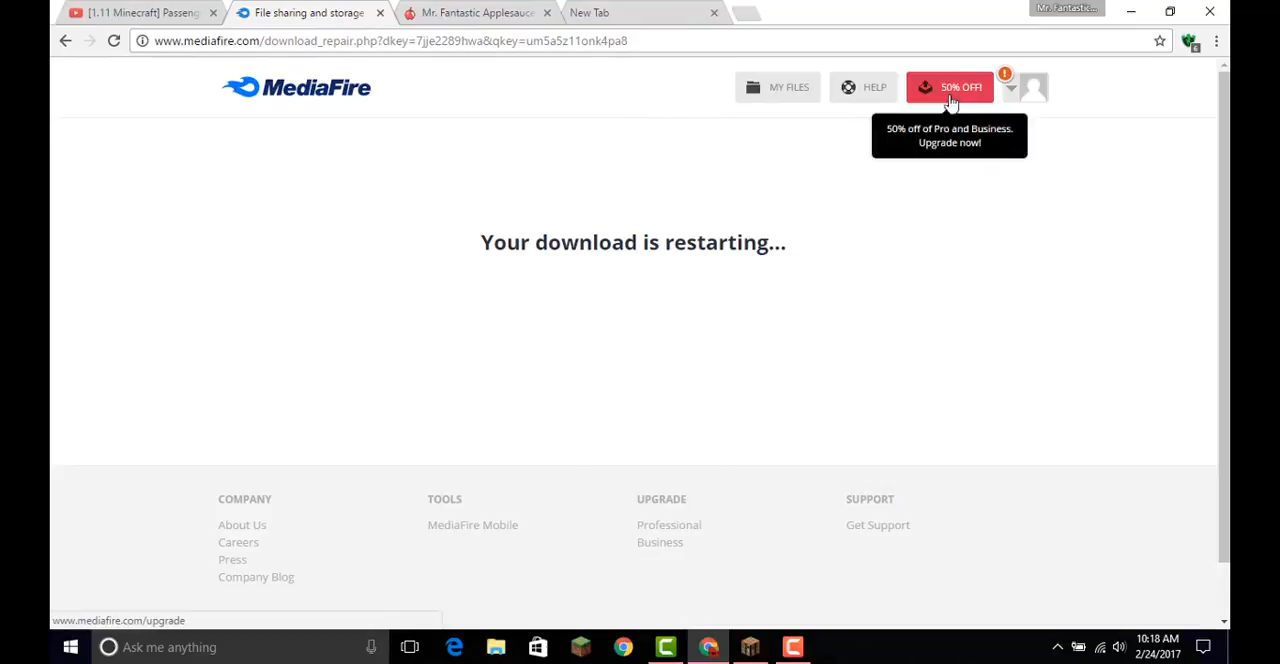 [1.11 Minecraft] Passeng
File sharing and storage
Mr. Fantastic Applesauce
New Tab
Mr. Fantastic...
www.mediafire.com/download_repair.php?dkey=7jje2289hwa&qkey=um5a5z11onk4pa8
6
MediaFire
MY FILES
HELP
50% OFF!
!
50% off of Pro and Business.
Upgrade now!
Your download is restarting...
COMPANY
About Us
Careers
Press
Company Blog
TOOLS
MediaFire Mobile
UPGRADE
Professional
Business
SUPPORT
Get Support
www.mediafire.com/upgrade
Ask me anything
10:18 AM
2/24/2017